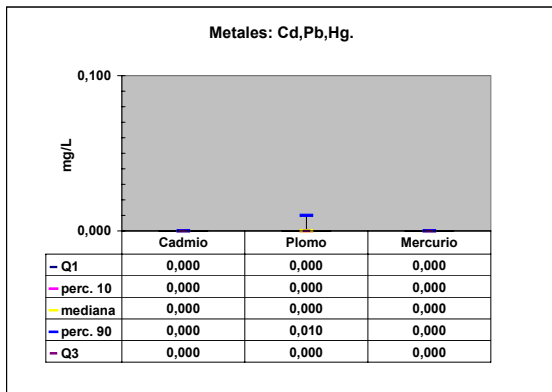 Metales: Cd,Pb,Hg.
0,100
mg/L
0,000
Cadmio Plomo Mercurio
Q1 0,000 0,000 0,000
perc. 10 0,000 0,000 0,000
mediana 0,000 0,000 0,000
perc. 90 0,000 0,010 0,000
Q3 0,000 0,000 0,000